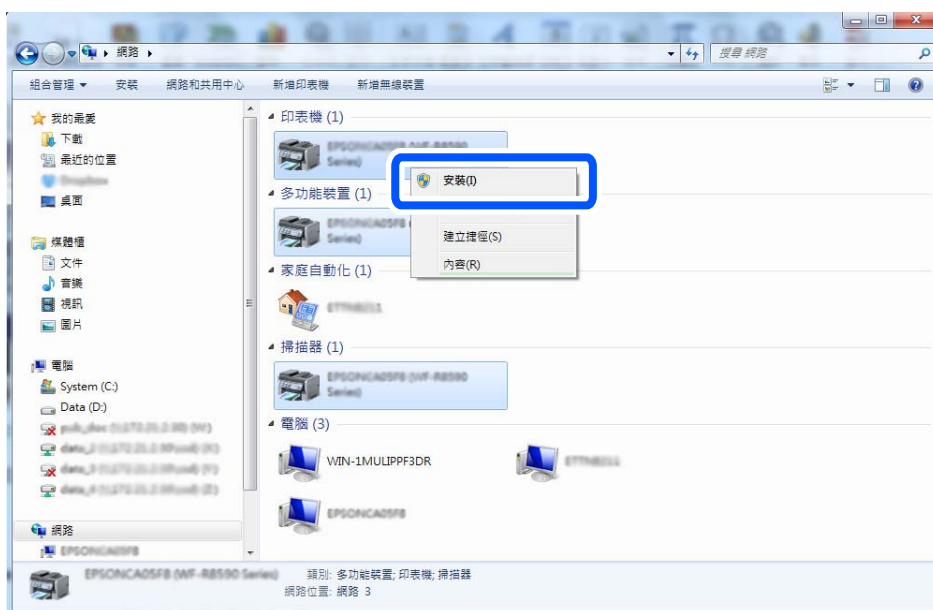 網路
搜尋 網路
組合管理 安裝 網路和共用中心 新增印表機 新增無線裝置
我的最愛
下載
最近的位置
桌面
媒體櫃
文件
音樂
視訊
圖片
電腦
System (C:)
Data (D:)
網路
印表機 (1)
安裝(I)
多功能裝置 (1)
建立捷徑(S)
內容(R)
家庭自動化 (1)
掃描器 (1)
電腦 (3)
WIN-1MULIPPF3DR
EPSONCA05F8
EPSONCA05F8 (WF-R8590 Series) 類別: 多功能裝置; 印表機; 掃描器
網路位置: 網路 3